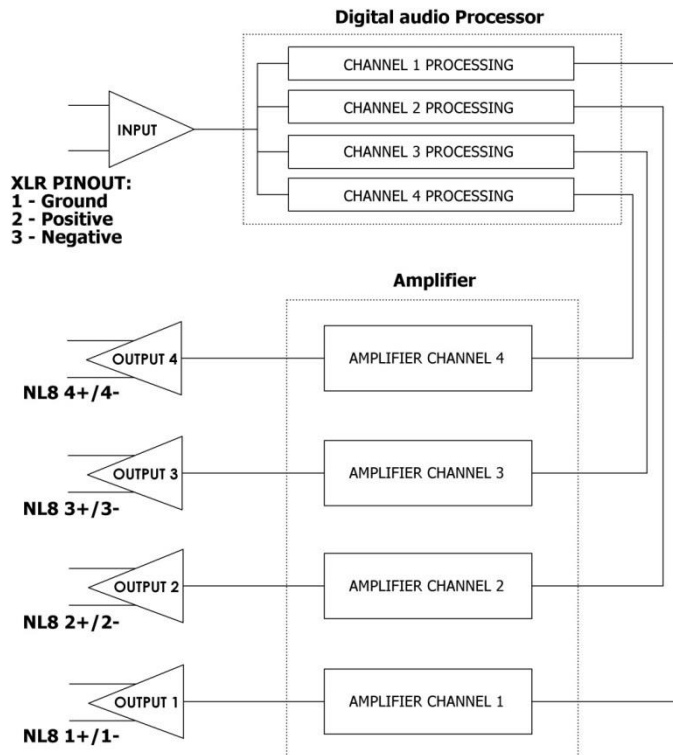 Digital audio Processor
CHANNEL 1 PROCESSING
CHANNEL 2 PROCESSING
CHANNEL 3 PROCESSING
CHANNEL 4 PROCESSING
INPUT
XLR PINOUT:
1 - Ground
2 - Positive
3 - Negative
Amplifier
OUTPUT 4
AMPLIFIER CHANNEL 4
NL8 4+/4-
OUTPUT 3
AMPLIFIER CHANNEL 3
NL8 3+/3-
OUTPUT 2
AMPLIFIER CHANNEL 2
NL8 2+/2-
OUTPUT 1
AMPLIFIER CHANNEL 1
NL8 1+/1-